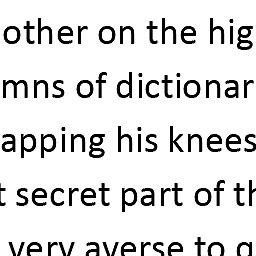 other on the hig
mns of dictionar
apping his knees
t secret part of th
very averse to g